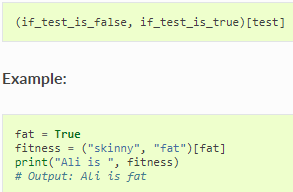 (if_test_is_false, if_test_is_true)[test]
Example:
fat = True
fitness = ("skinny", "fat")[fat]
print("Ali is ", fitness)
# Output: Ali is fat